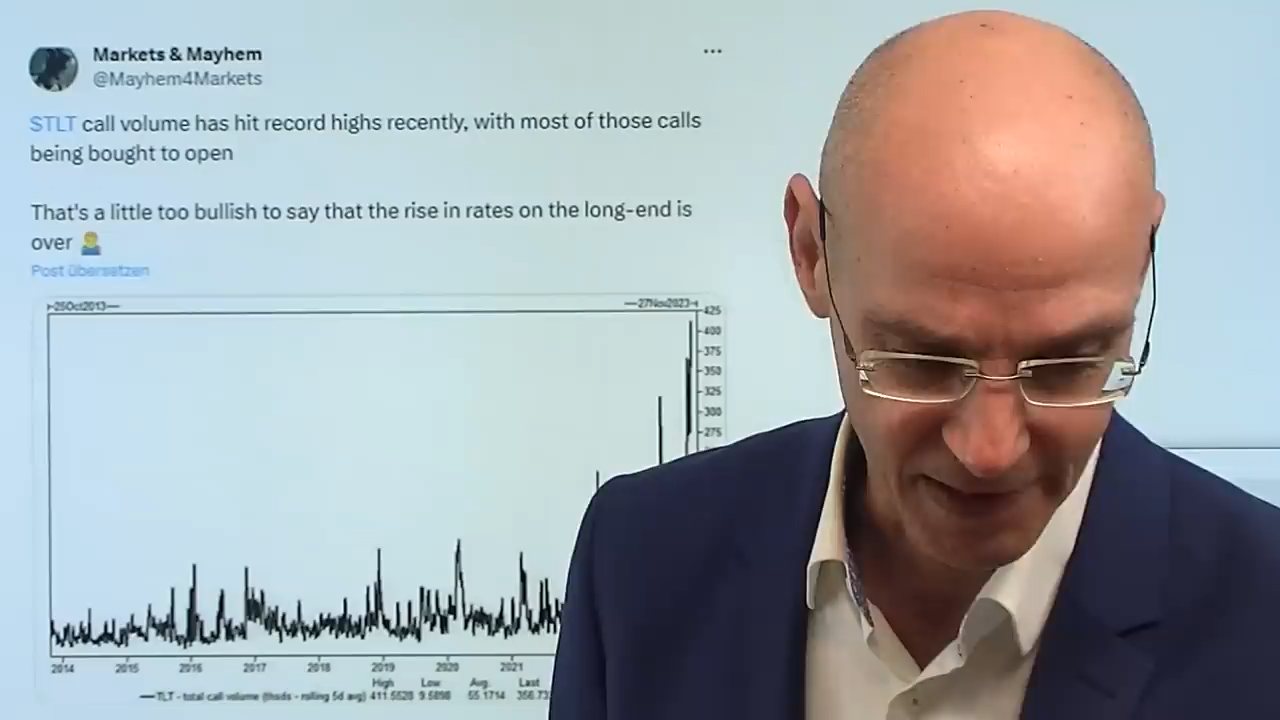 Markets & Mayhem
@Mayhem4Markets
STLT call volume has hit record highs recently, with most of those calls
being bought to open
That's a little too bullish to say that the rise in rates on the long-end is
over
Post übersetzen
25Oct2013
27Nov2023
425
400
375
350
325
300
275
2014 2015 2016 2017 2018 2019 2020 2021
High Low Avg. Last
TLT - total call volume (thsds - rolling 5d avg) 411.5528 9.5898 55.1714 356.73